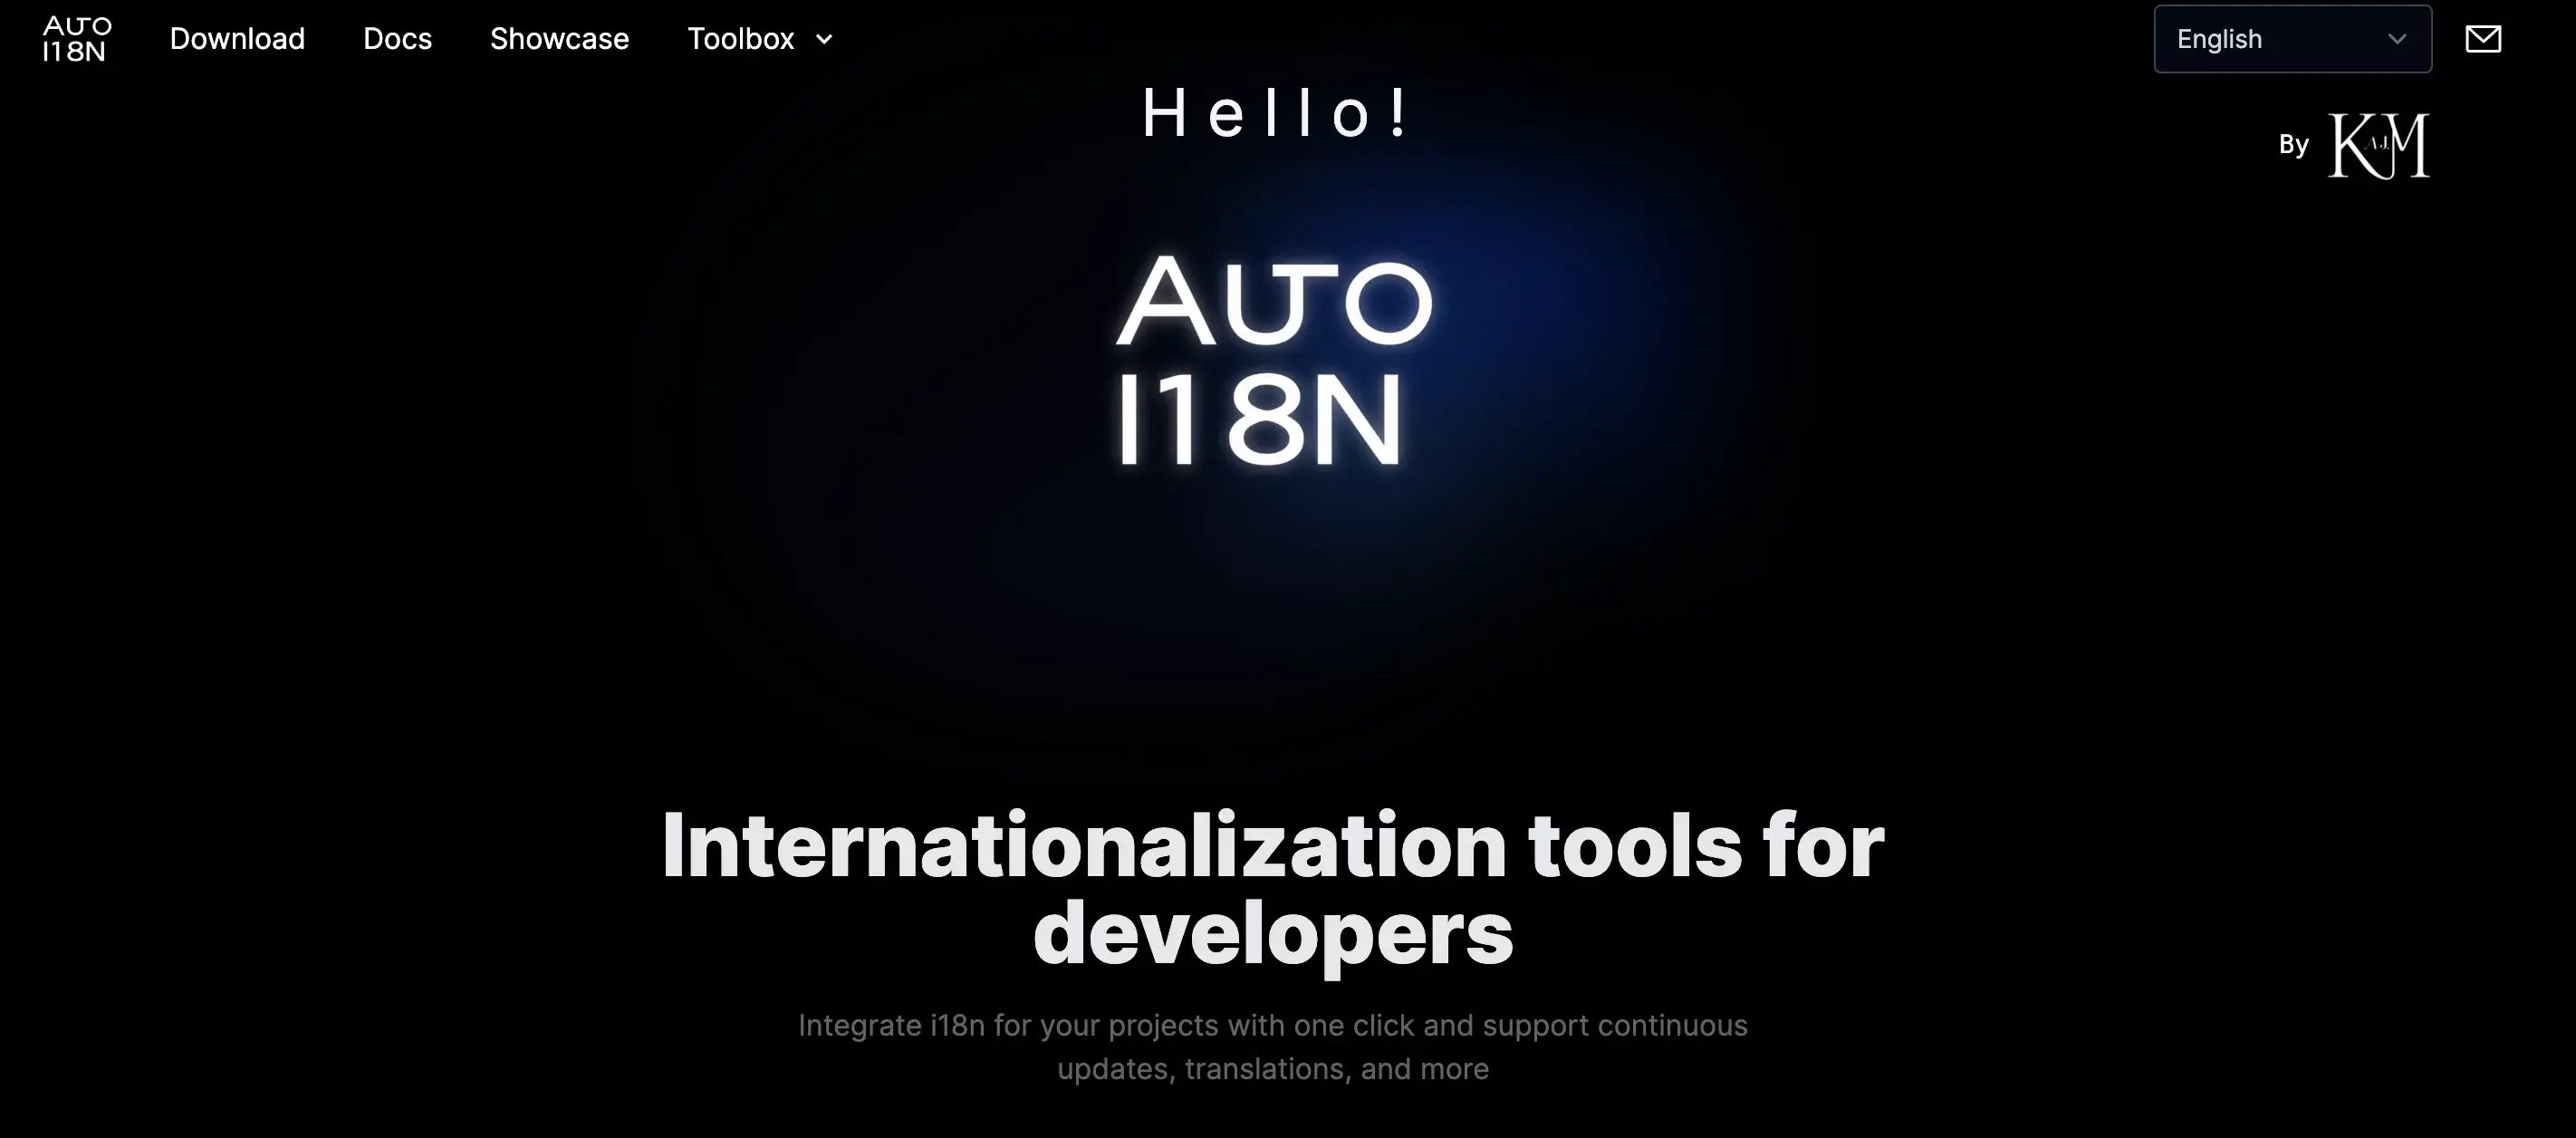 AUTO
I18N
Download
Docs
Showcase
Toolbox
English
Hello!
By KAJM
AUTO
I18N
Internationalization tools for
developers
Integrate i18n for your projects with one click and support continuous
updates, translations, and more